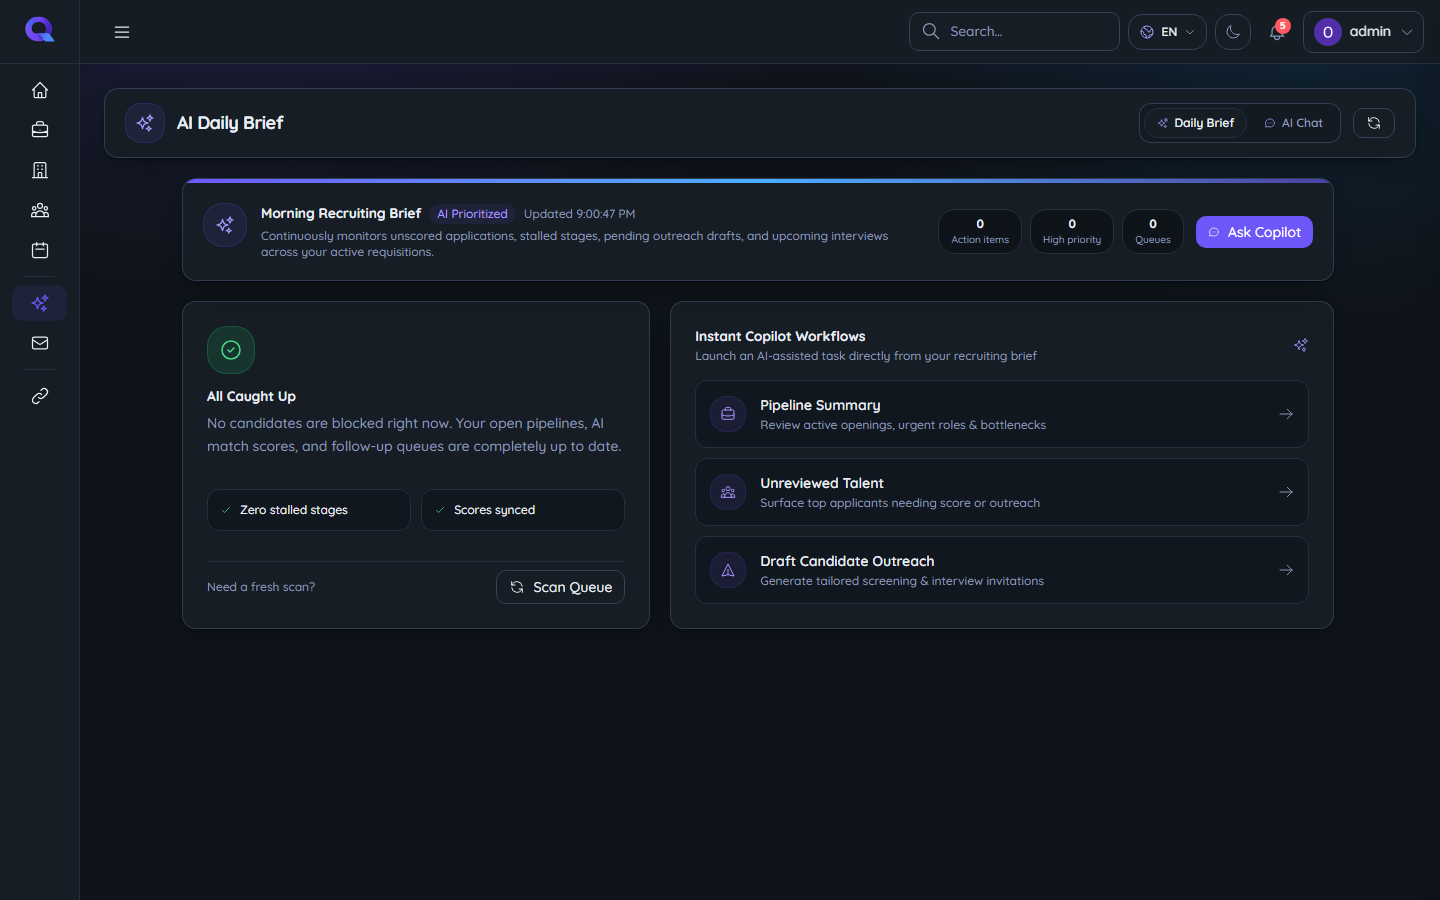 Search...
EN
5
O
admin
AI Daily Brief
Daily Brief
AI Chat
Morning Recruiting Brief
AI Prioritized
Updated 9:00:47 PM
Continuously monitors unscored applications, stalled stages, pending outreach drafts, and upcoming interviews
across your active requisitions.
0
Action items
0
High priority
0
Queues
Ask Copilot
All Caught Up
No candidates are blocked right now. Your open pipelines, AI
match scores, and follow-up queues are completely up to date.
Zero stalled stages
Scores synced
Need a fresh scan?
Scan Queue
Instant Copilot Workflows
Launch an AI-assisted task directly from your recruiting brief
Pipeline Summary
Review active openings, urgent roles & bottlenecks
Unreviewed Talent
Surface top applicants needing score or outreach
Draft Candidate Outreach
Generate tailored screening & interview invitations